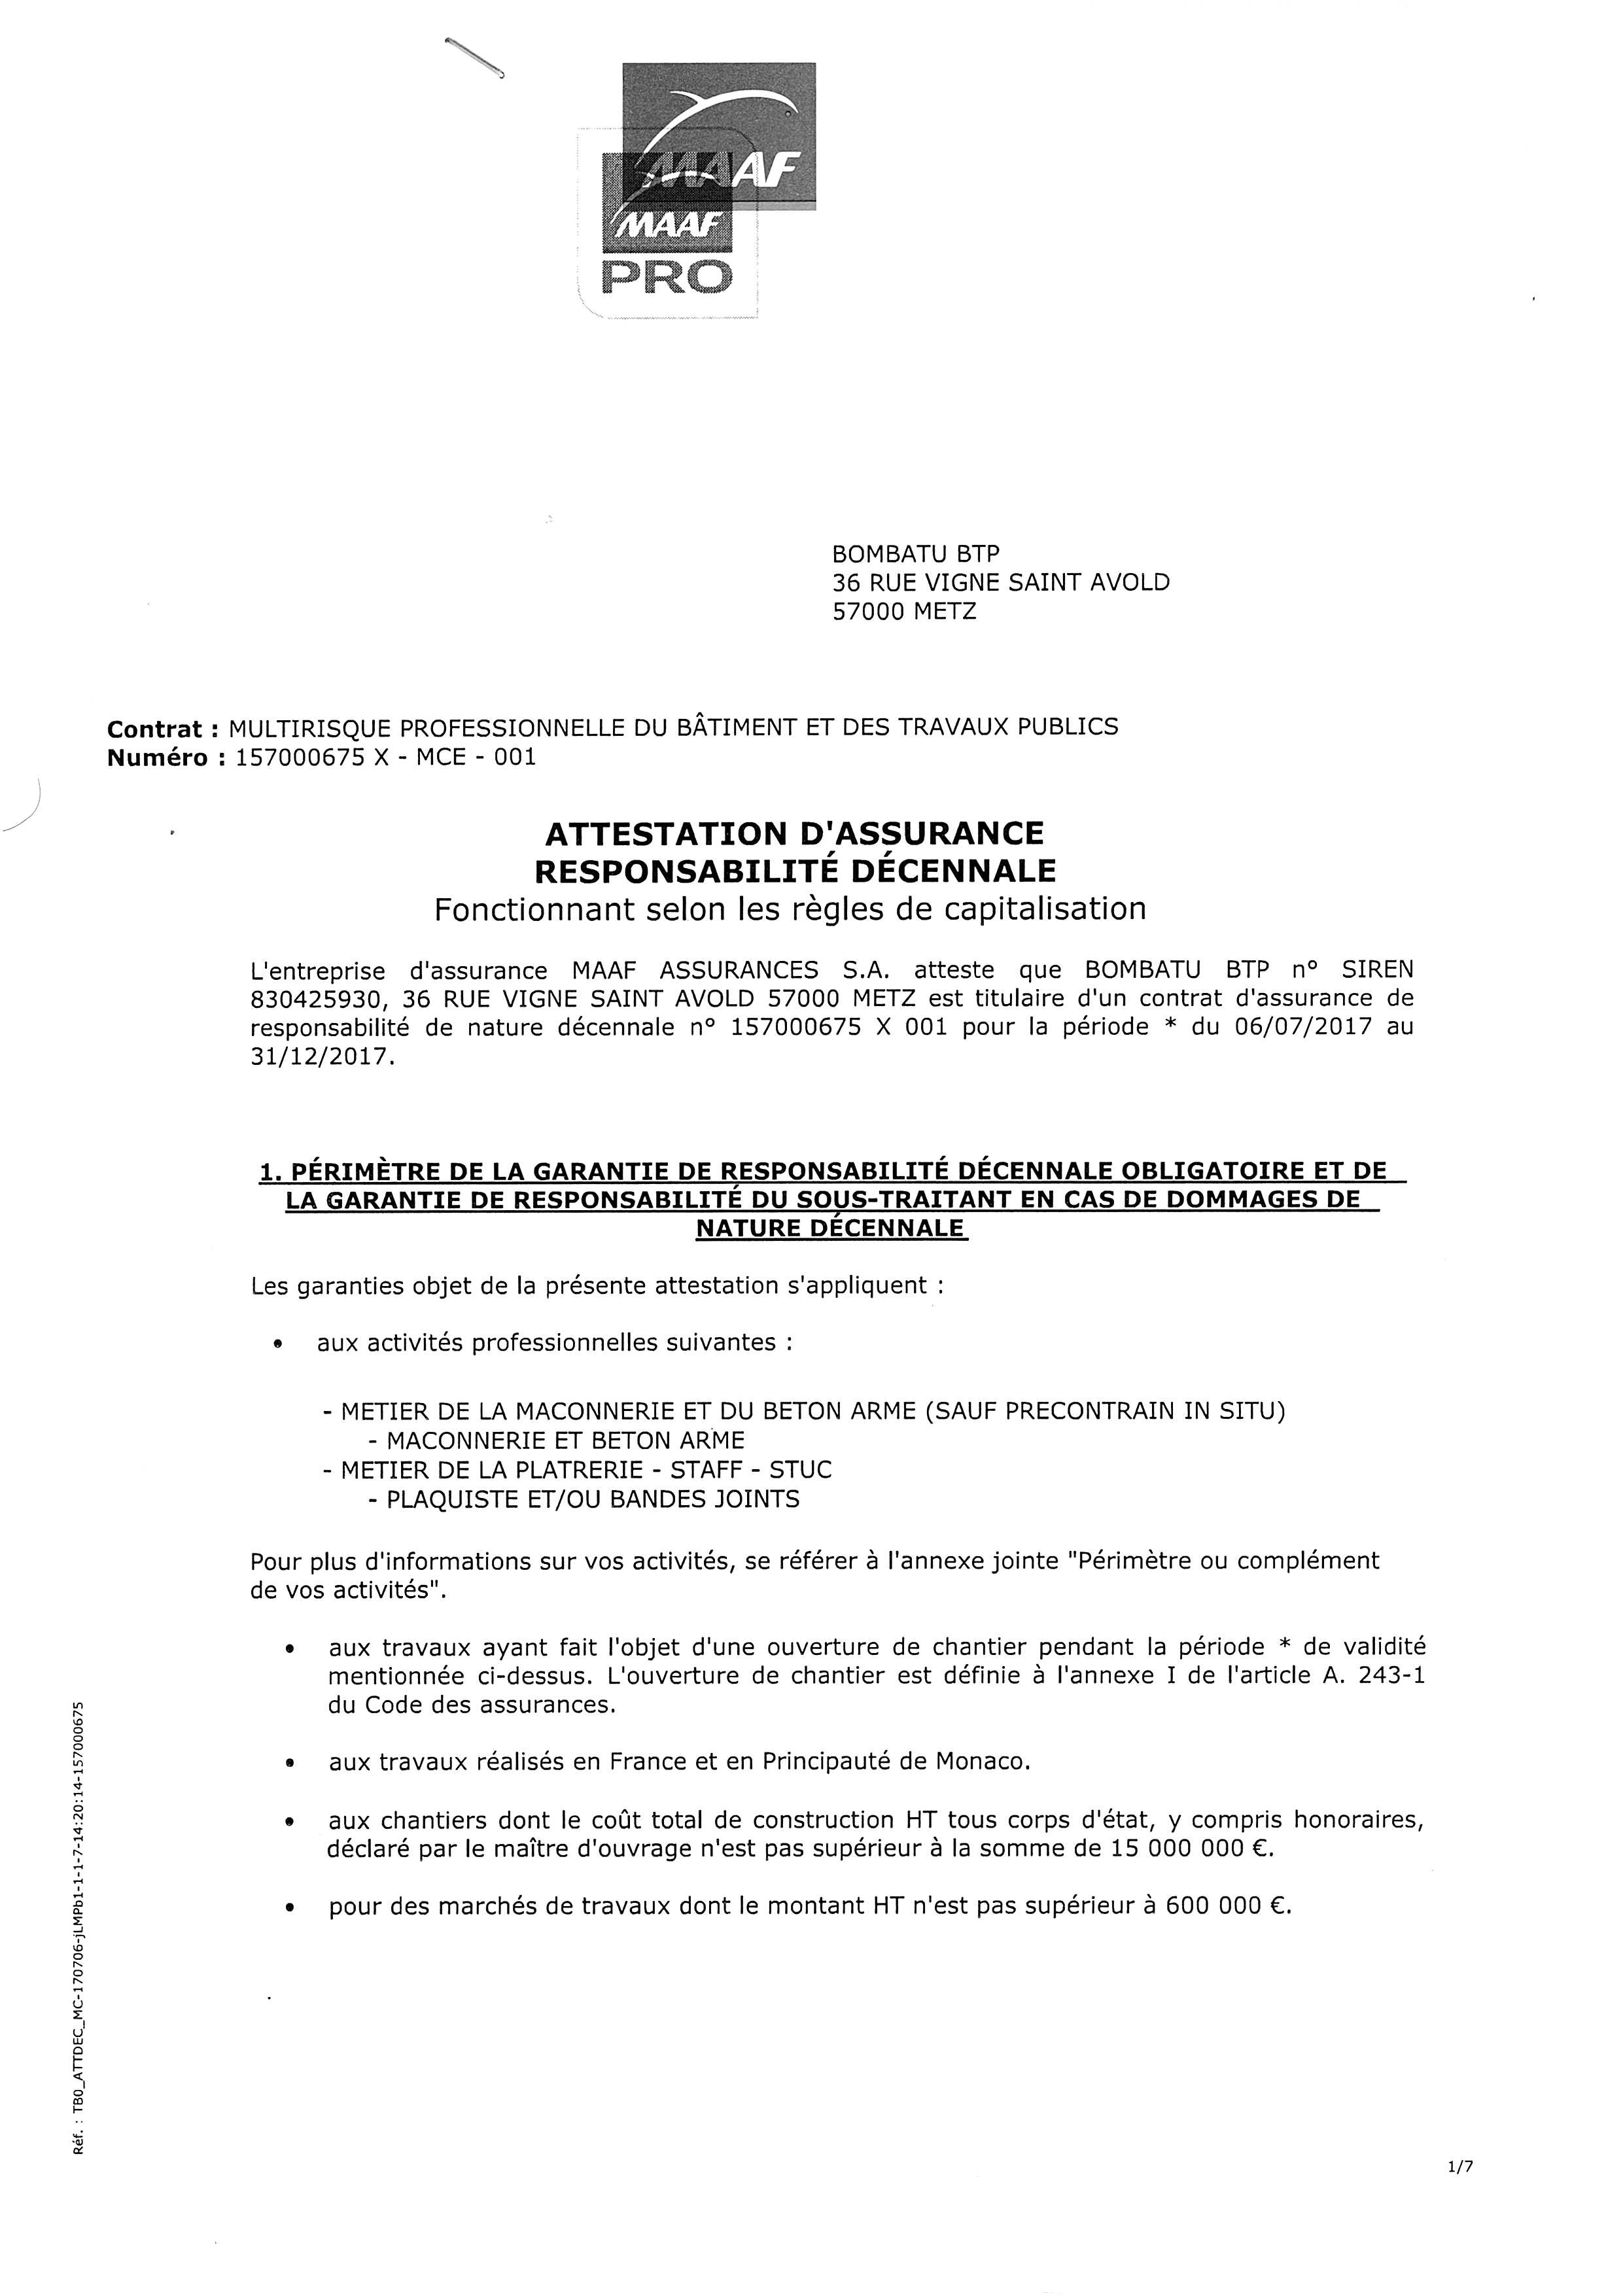 MAAF
MAAF
PRO
BOMBATU BTP
36 RUE VIGNE SAINT AVOLD
57000 METZ
Contrat : MULTIRISQUE PROFESSIONNELLE DU BÂTIMENT ET DES TRAVAUX PUBLICS
Numéro : 157000675 X - MCE - 001
ATTESTATION D'ASSURANCE
RESPONSABILITÉ DÉCENNALE
Fonctionnant selon les règles de capitalisation
L'entreprise d'assurance MAAF ASSURANCES S.A. atteste que BOMBATU BTP n° SIREN
830425930, 36 RUE VIGNE SAINT AVOLD 57000 METZ est titulaire d'un contrat d'assurance de
responsabilité de nature décennale n° 157000675 X 001 pour la période * du 06/07/2017 au
31/12/2017.
1. PÉRIMÈTRE DE LA GARANTIE DE RESPONSABILITÉ DÉCENNALE OBLIGATOIRE ET DE
LA GARANTIE DE RESPONSABILITÉ DU SOUS-TRAITANT EN CAS DE DOMMAGES DE
NATURE DÉCENNALE
Les garanties objet de la présente attestation s'appliquent :
• aux activités professionnelles suivantes :
- METIER DE LA MACONNERIE ET DU BETON ARME (SAUF PRECONTRAIN IN SITU)
- MACONNERIE ET BETON ARME
- METIER DE LA PLATRERIE - STAFF - STUC
- PLAQUISTE ET/OU BANDES JOINTS
Pour plus d'informations sur vos activités, se référer à l'annexe jointe "Périmètre ou complément
de vos activités".
• aux travaux ayant fait l'objet d'une ouverture de chantier pendant la période * de validité
mentionnée ci-dessus. L'ouverture de chantier est définie à l'annexe I de l'article A. 243-1
du Code des assurances.
• aux travaux réalisés en France et en Principauté de Monaco.
• aux chantiers dont le coût total de construction HT tous corps d'état, y compris honoraires,
déclaré par le maître d'ouvrage n'est pas supérieur à la somme de 15 000 000 €.
• pour des marchés de travaux dont le montant HT n'est pas supérieur à 600 000 €.
Réf. : TB0_ATTDEC_MC-170706-jLMPb1-1-1-7-14:20:14-157000675
1/7